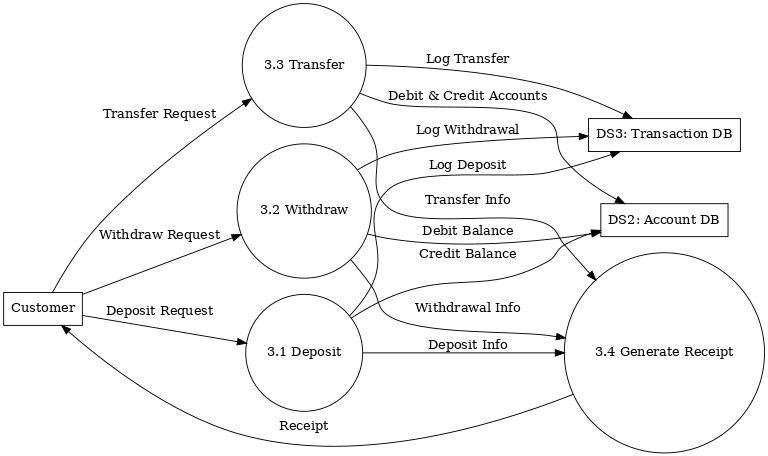 3.3 Transfer
Log Transfer
Transfer Request
Debit & Credit Accounts
Log Withdrawal
DS3: Transaction DB
Log Deposit
3.2 Withdraw
Transfer Info
DS2: Account DB
Withdraw Request
Debit Balance
Credit Balance
Customer
Deposit Request
Withdrawal Info
3.1 Deposit
Deposit Info
3.4 Generate Receipt
Receipt